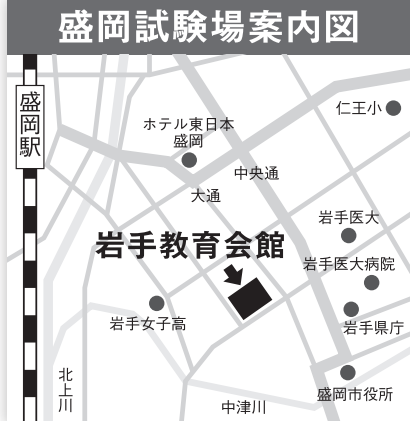 盛岡試験場案内図
盛岡駅
仁王小
ホテル東日本
盛岡
中央通
大通
岩手医大
岩手教育会館
岩手医大病院
岩手女子高
岩手県庁
北上川
盛岡市役所
中津川